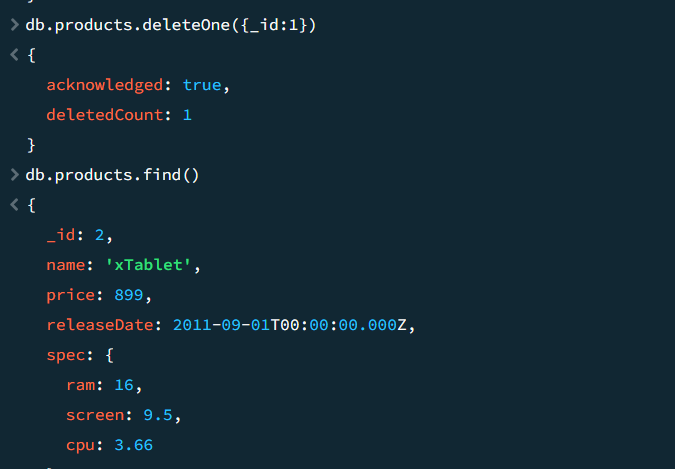 > db.products.deleteOne({_id:1})
< {
acknowledged: true,
deletedCount: 1
}
> db.products.find()
< {
_id: 2,
name: 'xTablet',
price: 899,
releaseDate: 2011-09-01T00:00:00.000Z,
spec: {
ram: 16,
screen: 9.5,
cpu: 3.66